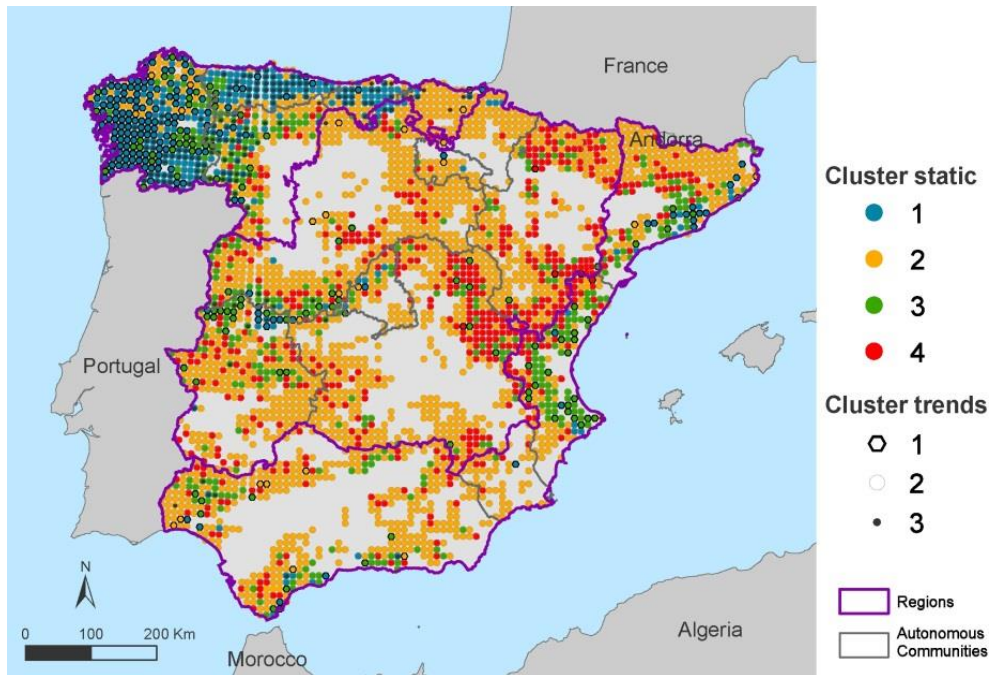 France
Andorra
Portugal
Algeria
Morocco
N
0 100 200 Km
Cluster static
1
2
3
4
Cluster trends
1
2
3
Regions
Autonomous
Communities